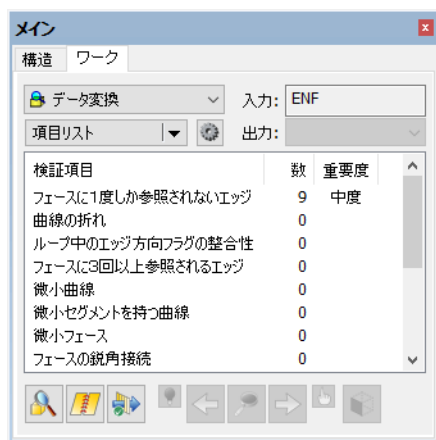 メイン
x
構造 ワーク
データ変換 入力: ENF
項目リスト 出力:
検証項目 数 重要度
フェースに1度しか参照されないエッジ 9 中度
曲線の折れ 0
ループ中のエッジ方向フラグの整合性 0
フェースに3回以上参照されるエッジ 0
微小曲線 0
微小セグメントを持つ曲線 0
微小フェース 0
フェースの鋭角接続 0